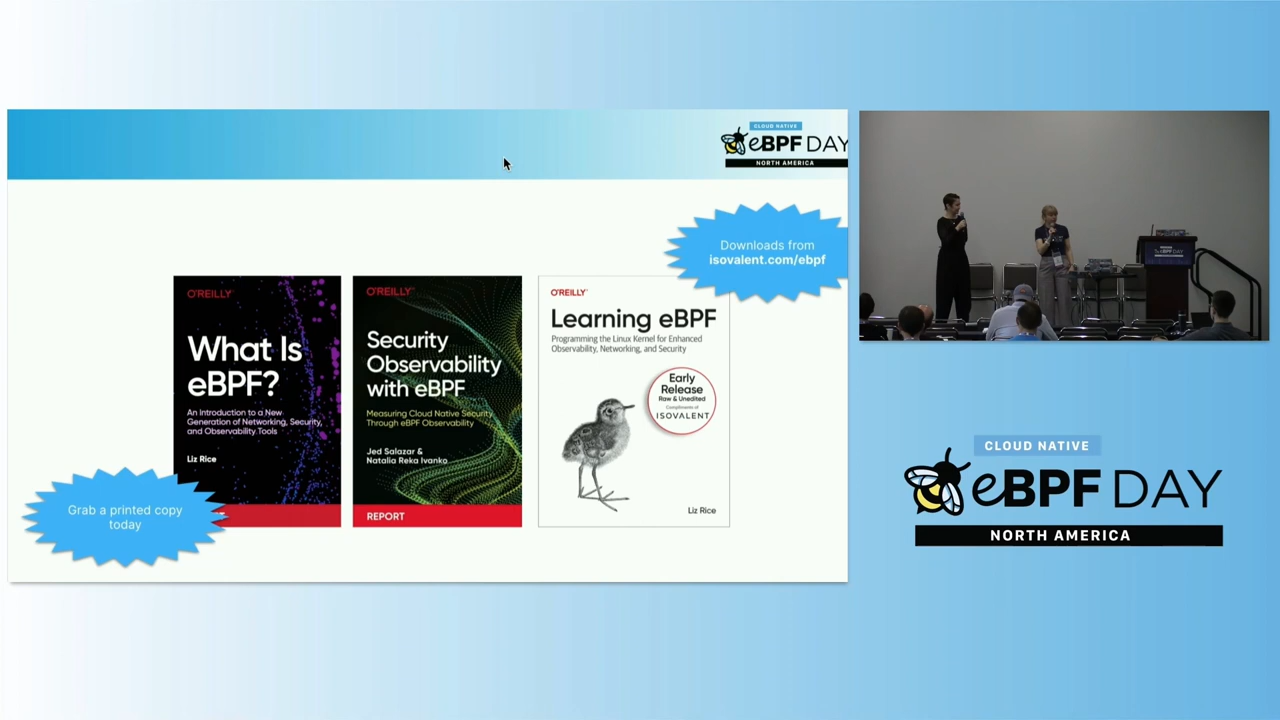 CLOUD NATIVE
eBPF DAY
NORTH AMERICA
Downloads from
isovalent.com/ebpf
O'REILLY
What Is
eBPF?
An Introduction to a New
Generation of Networking, Security,
and Observability Tools
Liz Rice
Grab a printed copy
today
O'REILLY
Security
Observability
with eBPF
Measuring Cloud Native Security
Through eBPF Observability
Jed Salazar &
Natalia Reka Ivanko
REPORT
O'REILLY
Learning eBPF
Programming the Linux Kernel for Enhanced
Observability, Networking, and Security
Early
Release
Raw & Unedited
Compliments of
ISOVALENT
Liz Rice
eBPF DAY
CLOUD NATIVE
eBPF DAY
NORTH AMERICA